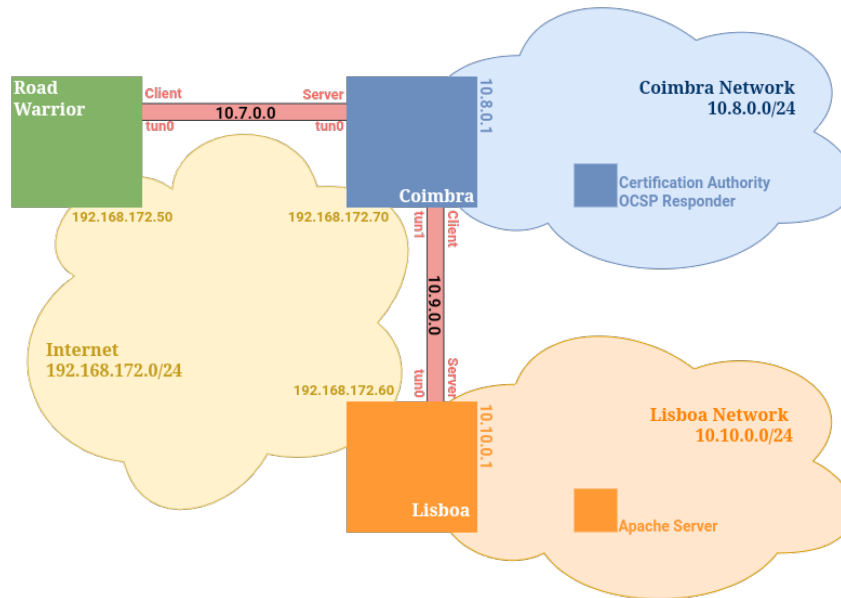 Road
Warrior
Client
Server
10.7.0.0
tun0
tun0
10.8.0.1
Coimbra Network
10.8.0.0/24
Certification Authority
OCSP Responder
Coimbra
192.168.172.50
192.168.172.70
tun1
Client
10.9.0.0
Internet
192.168.172.0/24
192.168.172.60
tun0
Server
10.10.0.1
Lisboa Network
10.10.0.0/24
Lisboa
Apache Server